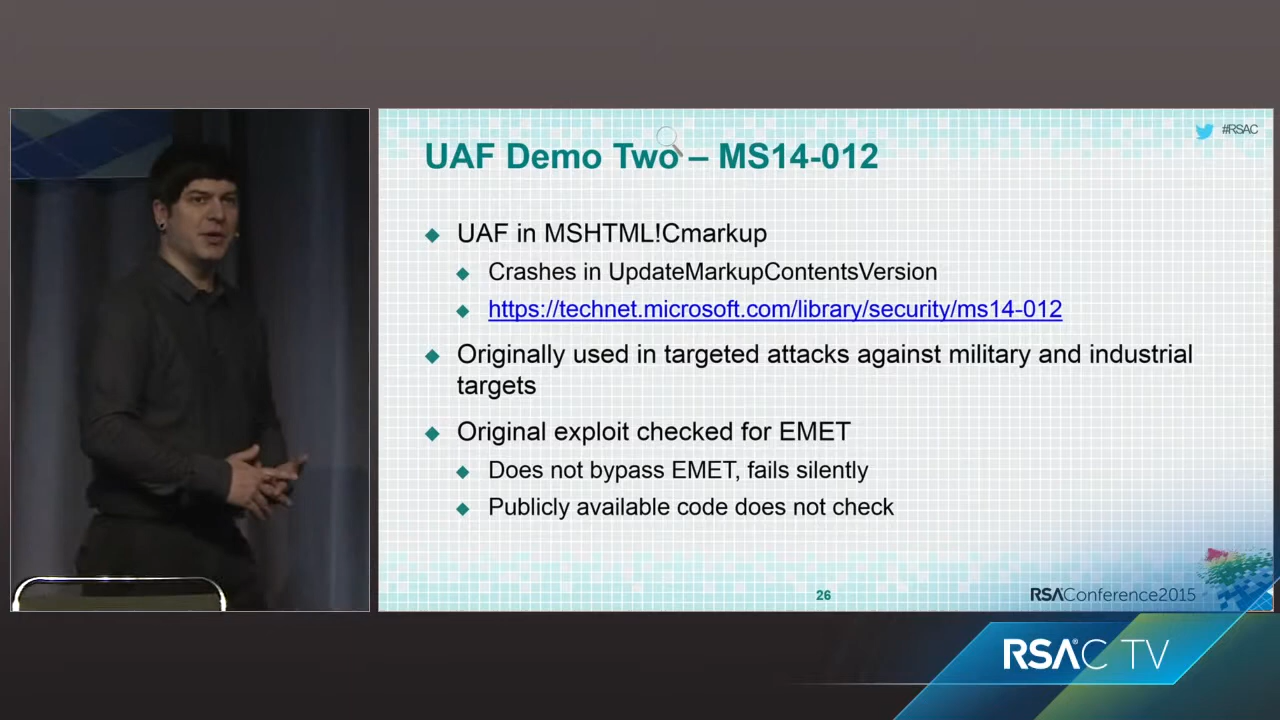 #RSAC
UAF Demo Two – MS14-012
UAF in MSHTML!Cmarkup
Crashes in UpdateMarkupContentsVersion
https://technet.microsoft.com/library/security/ms14-012
Originally used in targeted attacks against military and industrial
targets
Original exploit checked for EMET
Does not bypass EMET, fails silently
Publicly available code does not check
26
RSAConference2015
RSAC TV